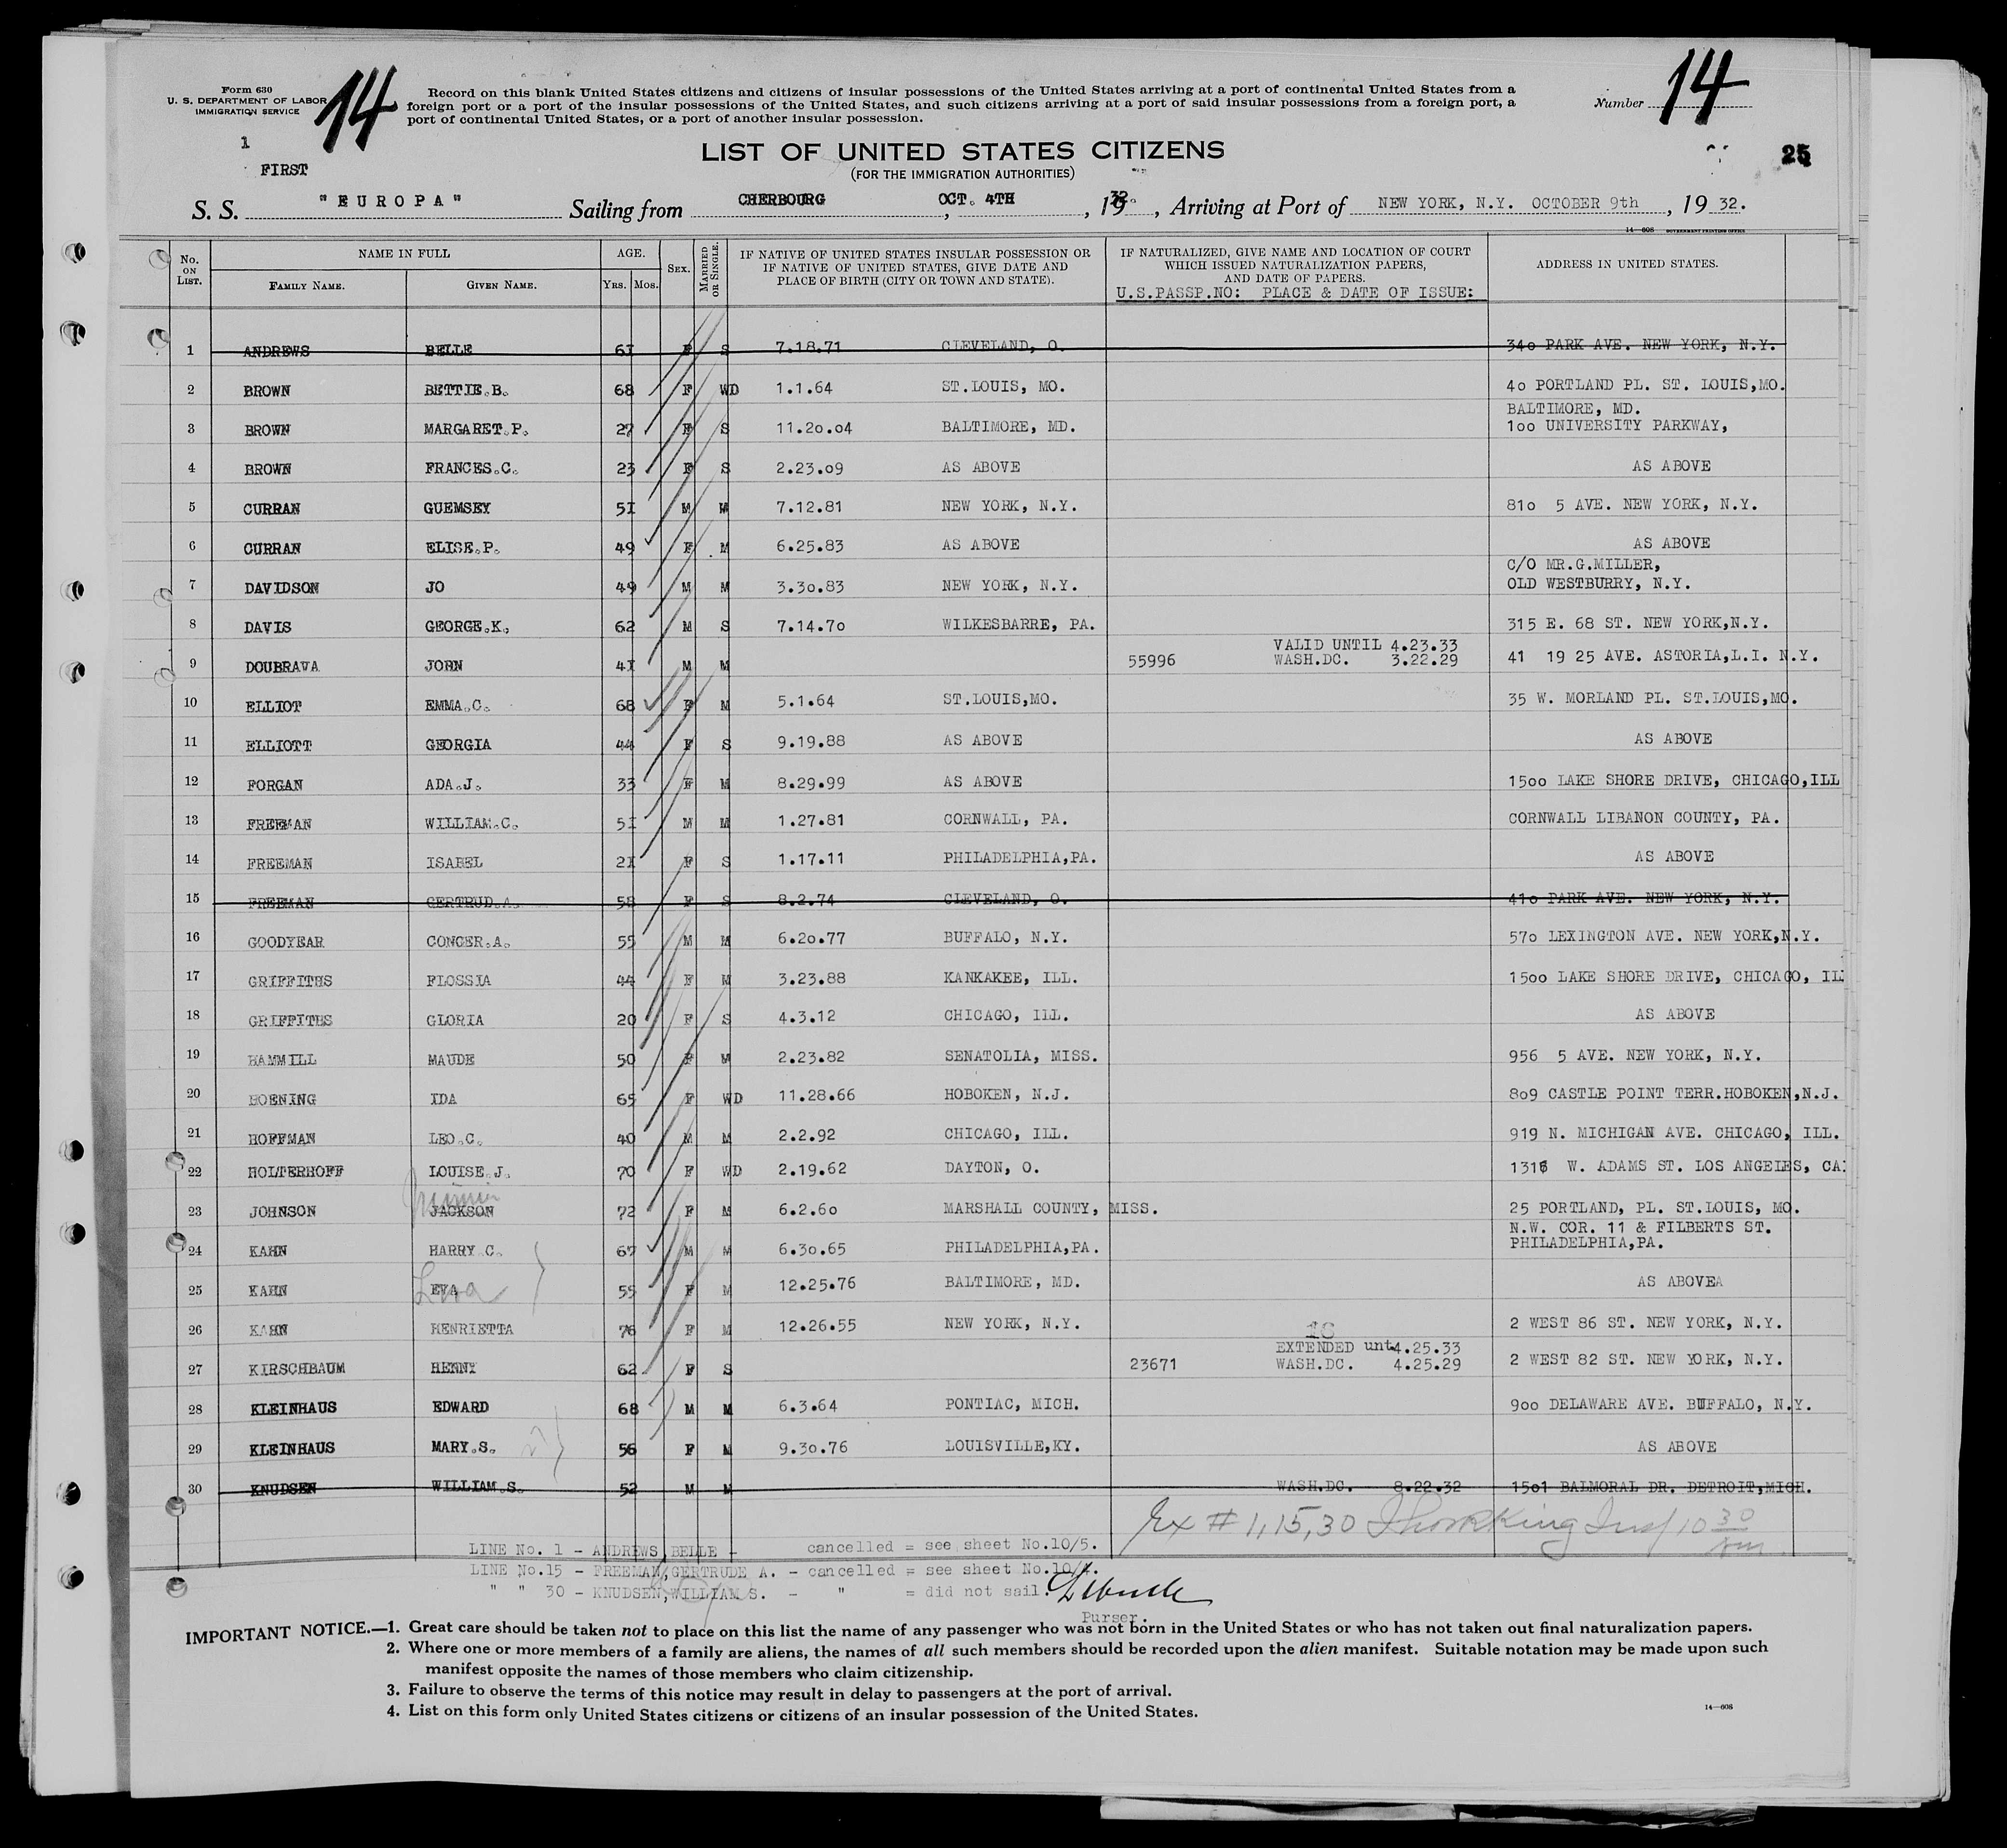 Form 630
U. S. DEPARTMENT OF LABOR
IMMIGRATION SERVICE
14
Record on this blank United States citizens and citizens of insular possessions of the United States arriving at a port of continental United States from a
foreign port or a port of the insular possessions of the United States, and such citizens arriving at a port of said insular possessions from a foreign port, a
port of continental United States, or a port of another insular possession.
Number 14
1
FIRST
LIST OF UNITED STATES CITIZENS
(FOR THE IMMIGRATION AUTHORITIES)
25
S. S. "EUROPA" Sailing from CHERBOURG, OCT. 4TH, 1932., Arriving at Port of NEW YORK, N.Y. OCTOBER 9th, 19 32.
14—608 GOVERNMENT PRINTING OFFICE
No. ON LIST. NAME IN FULL FAMILY NAME. GIVEN NAME. AGE. YRS. MOS. SEX. MARRIED OR SINGLE. IF NATIVE OF UNITED STATES INSULAR POSSESSION OR IF NATIVE OF UNITED STATES, GIVE DATE AND PLACE OF BIRTH (CITY OR TOWN AND STATE). IF NATURALIZED, GIVE NAME AND LOCATION OF COURT WHICH ISSUED NATURALIZATION PAPERS, AND DATE OF PAPERS. U.S.PASSP.NO: PLACE & DATE OF ISSUE: ADDRESS IN UNITED STATES.
1 ANDREWS BELLE 61 F S 7.18.71 CLEVELAND, O. 340 PARK AVE. NEW YORK, N.Y.
2 BROWN BETTIE.B. 68 F WD 1.1.64 ST.LOUIS, MO. 40 PORTLAND PL. ST. LOUIS,MO.
BALTIMORE, MD.
3 BROWN MARGARET.P. 27 F S 11.20.04 BALTIMORE, MD. 100 UNIVERSITY PARKWAY,
4 BROWN FRANCES.C. 23 F S 2.23.09 AS ABOVE AS ABOVE
5 CURRAN GUEMSEY 51 M M 7.12.81 NEW YORK, N.Y. 810 5 AVE. NEW YORK, N.Y.
6 CURRAN ELISE.P. 49 F M 6.25.83 AS ABOVE AS ABOVE
C/O MR.G.MILLER,
7 DAVIDSON JO 49 M M 3.30.83 NEW YORK, N.Y. OLD WESTBURRY, N.Y.
8 DAVIS GEORGE.K. 62 M S 7.14.70 WILKESBARRE, PA. 315 E. 68 ST. NEW YORK,N.Y.
VALID UNTIL 4.23.33
9 DOUBRAVA JOHN 41 M M 55996 WASH.DC. 3.22.29 41 19 25 AVE. ASTORIA,L.I. N.Y.
10 ELLIOT EMMA.C. 68 F M 5.1.64 ST.LOUIS,MO. 35 W. MORLAND PL. ST.LOUIS,MO.
11 ELLIOTT GEORGIA 44 F S 9.19.88 AS ABOVE AS ABOVE
12 FORGAN ADA.J. 33 F M 8.29.99 AS ABOVE 1500 LAKE SHORE DRIVE, CHICAGO,ILL
13 FREEMAN WILLIAM.C. 51 M M 1.27.81 CORNWALL, PA. CORNWALL LIBANON COUNTY, PA.
14 FREEMAN ISABEL 21 F S 1.17.11 PHILADELPHIA,PA. AS ABOVE
15 FREEMAN GERTRUD.A. 58 F S 8.2.74 CLEVELAND, O. 410 PARK AVE. NEW YORK, N.Y.
16 GOODYEAR CONGER.A. 55 M M 6.20.77 BUFFALO, N.Y. 570 LEXINGTON AVE. NEW YORK,N.Y.
17 GRIFFITHS FLOSSIA 44 F M 3.23.88 KANKAKEE, ILL. 1500 LAKE SHORE DRIVE, CHICAGO, IL
18 GRIFFITHS GLORIA 20 F S 4.3.12 CHICAGO, ILL. AS ABOVE
19 HAMMILL MAUDE 50 F M 2.23.82 SENATOLIA, MISS. 956 5 AVE. NEW YORK, N.Y.
20 HOENING IDA 65 F WD 11.28.66 HOBOKEN, N.J. 809 CASTLE POINT TERR.HOBOKEN,N.J.
21 HOFFMAN LEO.C. 40 M M 2.2.92 CHICAGO, ILL. 919 N. MICHIGAN AVE. CHICAGO, ILL.
22 HOLTERHOFF LOUISE.J. 70 F WD 2.19.62 DAYTON, O. 1316 W. ADAMS ST. LOS ANGELES, CA
23 JOHNSON JACKSON 72 F M 6.2.60 MARSHALL COUNTY, MISS. 25 PORTLAND, PL. ST.LOUIS, MO.
N.W. COR. 11 & FILBERTS ST.
24 KAHN HARRY.C. 67 M M 6.30.65 PHILADELPHIA,PA. PHILADELPHIA,PA.
25 KAHN EVA 55 F M 12.25.76 BALTIMORE, MD. AS ABOVEA
26 KAHN HENRIETTA 76 F M 12.26.55 NEW YORK, N.Y. 2 WEST 86 ST. NEW YORK, N.Y.
EXTENDED unt.4.25.33
27 KIRSCHBAUM HENNY 62 F S 23671 WASH.DC. 4.25.29 2 WEST 82 ST. NEW YORK, N.Y.
28 KLEINHAUS EDWARD 68 M M 6.3.64 PONTIAC, MICH. 900 DELAWARE AVE. BUFFALO, N.Y.
29 KLEINHAUS MARY.S. 56 F M 9.30.76 LOUISVILLE,KY. AS ABOVE
30 KNUDSEN WILLIAM.S. 52 M M WASH.DC. 8.22.32 1501 BALMORAL DR. DETROIT,MICH.
Ex # 1,15,30
LINE No. 1 - ANDREWS BELLE - cancelled = see sheet No.10/5.
LINE No.15 - FREEMAN,GERTRUDE A. - cancelled = see sheet No.10/4.
" " 30 - KNUDSEN,WILLIAM S. - " = did not sail.
Purser.
IMPORTANT NOTICE.—1. Great care should be taken not to place on this list the name of any passenger who was not born in the United States or who has not taken out final naturalization papers.
2. Where one or more members of a family are aliens, the names of all such members should be recorded upon the alien manifest. Suitable notation may be made upon such
manifest opposite the names of those members who claim citizenship.
3. Failure to observe the terms of this notice may result in delay to passengers at the port of arrival.
4. List on this form only United States citizens or citizens of an insular possession of the United States.
14—608